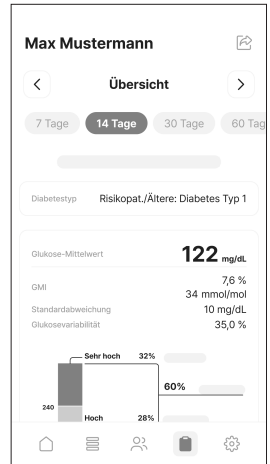 Max Mustermann
Übersicht
7 Tage 14 Tage 30 Tage 60 Tag
Diabetestyp Risikopat./Ältere: Diabetes Typ 1
Glukose-Mittelwert 122 mg/dL
GMI 7,6 %
34 mmol/mol
Standardabweichung 10 mg/dL
Glukosevariabilität 35,0 %
Sehr hoch 32%
60%
240
Hoch 28%